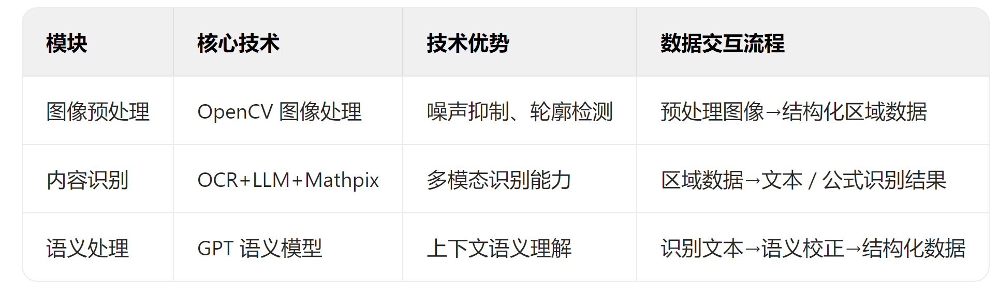 模块 核心技术 技术优势 数据交互流程
图像预处理 OpenCV 图像处理 噪声抑制、轮廓检测 预处理图像→结构化区域数据
内容识别 OCR+LLM+Mathpix 多模态识别能力 区域数据→文本 / 公式识别结果
语义处理 GPT 语义模型 上下文语义理解 识别文本→语义校正→结构化数据